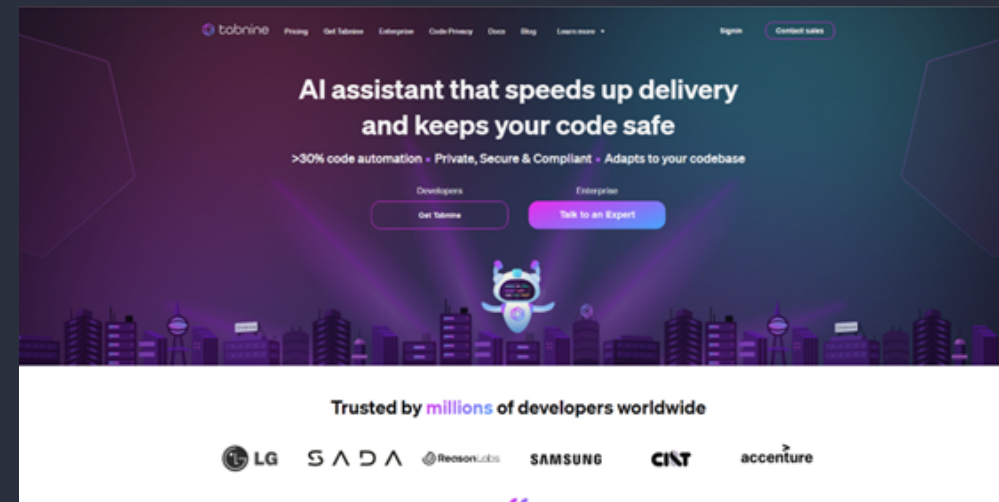 tabnine Pricing Get Tabnine Enterprise Code Privacy Docs Blog Learn more Signin Contact sales
AI assistant that speeds up delivery
and keeps your code safe
>30% code automation • Private, Secure & Compliant • Adapts to your codebase
Developers Enterprise
Get Tabnine Talk to an Expert
Trusted by millions of developers worldwide
LG SADA ReasonLabs SAMSUNG CI&T accenture
“